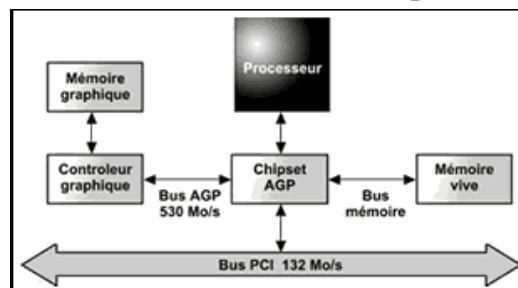 Processeur
Mémoire
graphique
Controleur
graphique
Bus AGP
530 Mo/s
Chipset
AGP
Bus
mémoire
Mémoire
vive
Bus PCI 132 Mo/s